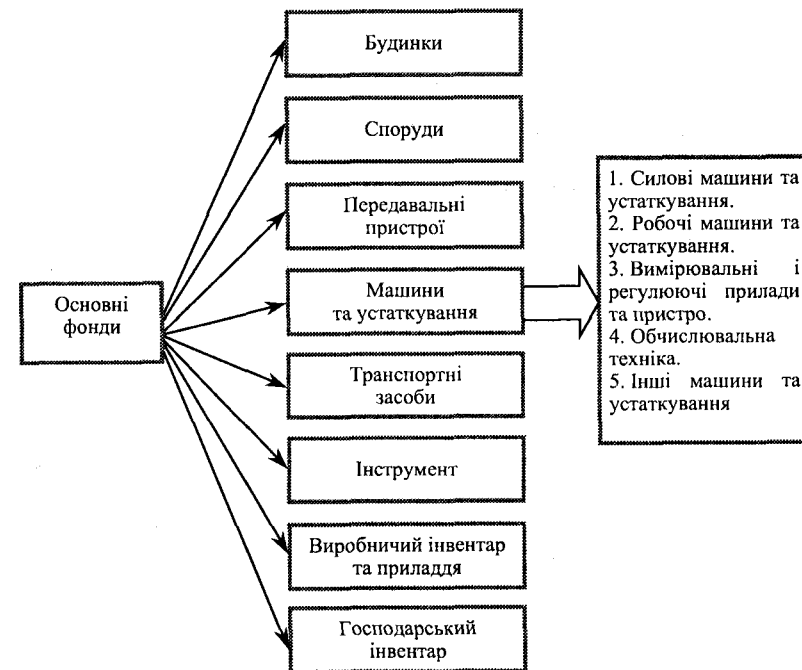 Будинки
Споруди
Передавальні
пристрої
Основні
фонди
Машини
та устаткування
Транспортні
засоби
Інструмент
Виробничий інвентар
та приладдя
Господарський
інвентар
1. Силові машини та
устаткування.
2. Робочі машини та
устаткування.
3. Вимірювальні і
регулюючі прилади
та пристро.
4. Обчислювальна
техніка.
5. Інші машини та
устаткування